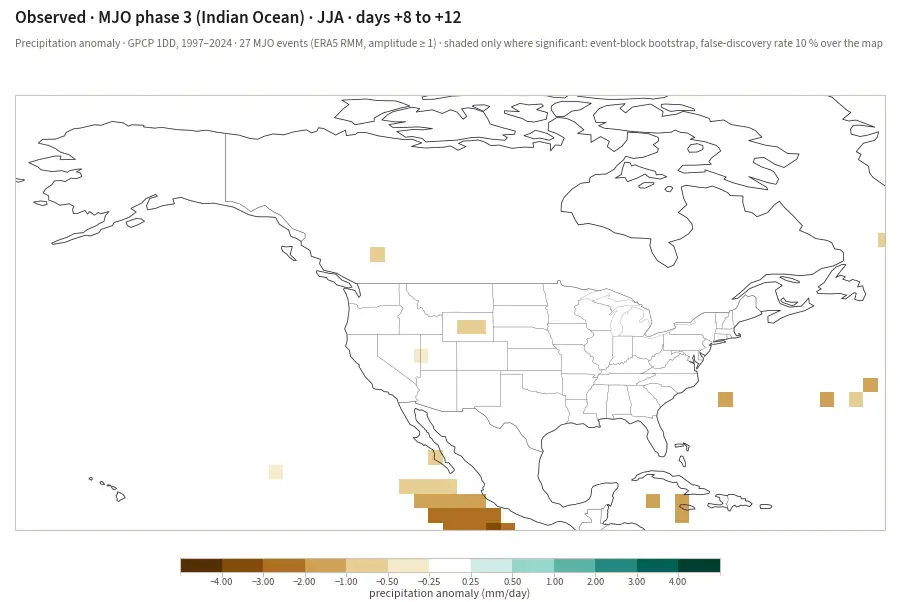 Observed · MJO phase 3 (Indian Ocean) · JJA · days +8 to +12
Precipitation anomaly · GPCP 1DD, 1997–2024 · 27 MJO events (ERA5 RMM, amplitude ≥ 1) · shaded only where significant: event-block bootstrap, false-discovery rate 10 % over the map
−4.00 −3.00 −2.00 −1.00 −0.50 −0.25 0.25 0.50 1.00 2.00 3.00 4.00
precipitation anomaly (mm/day)